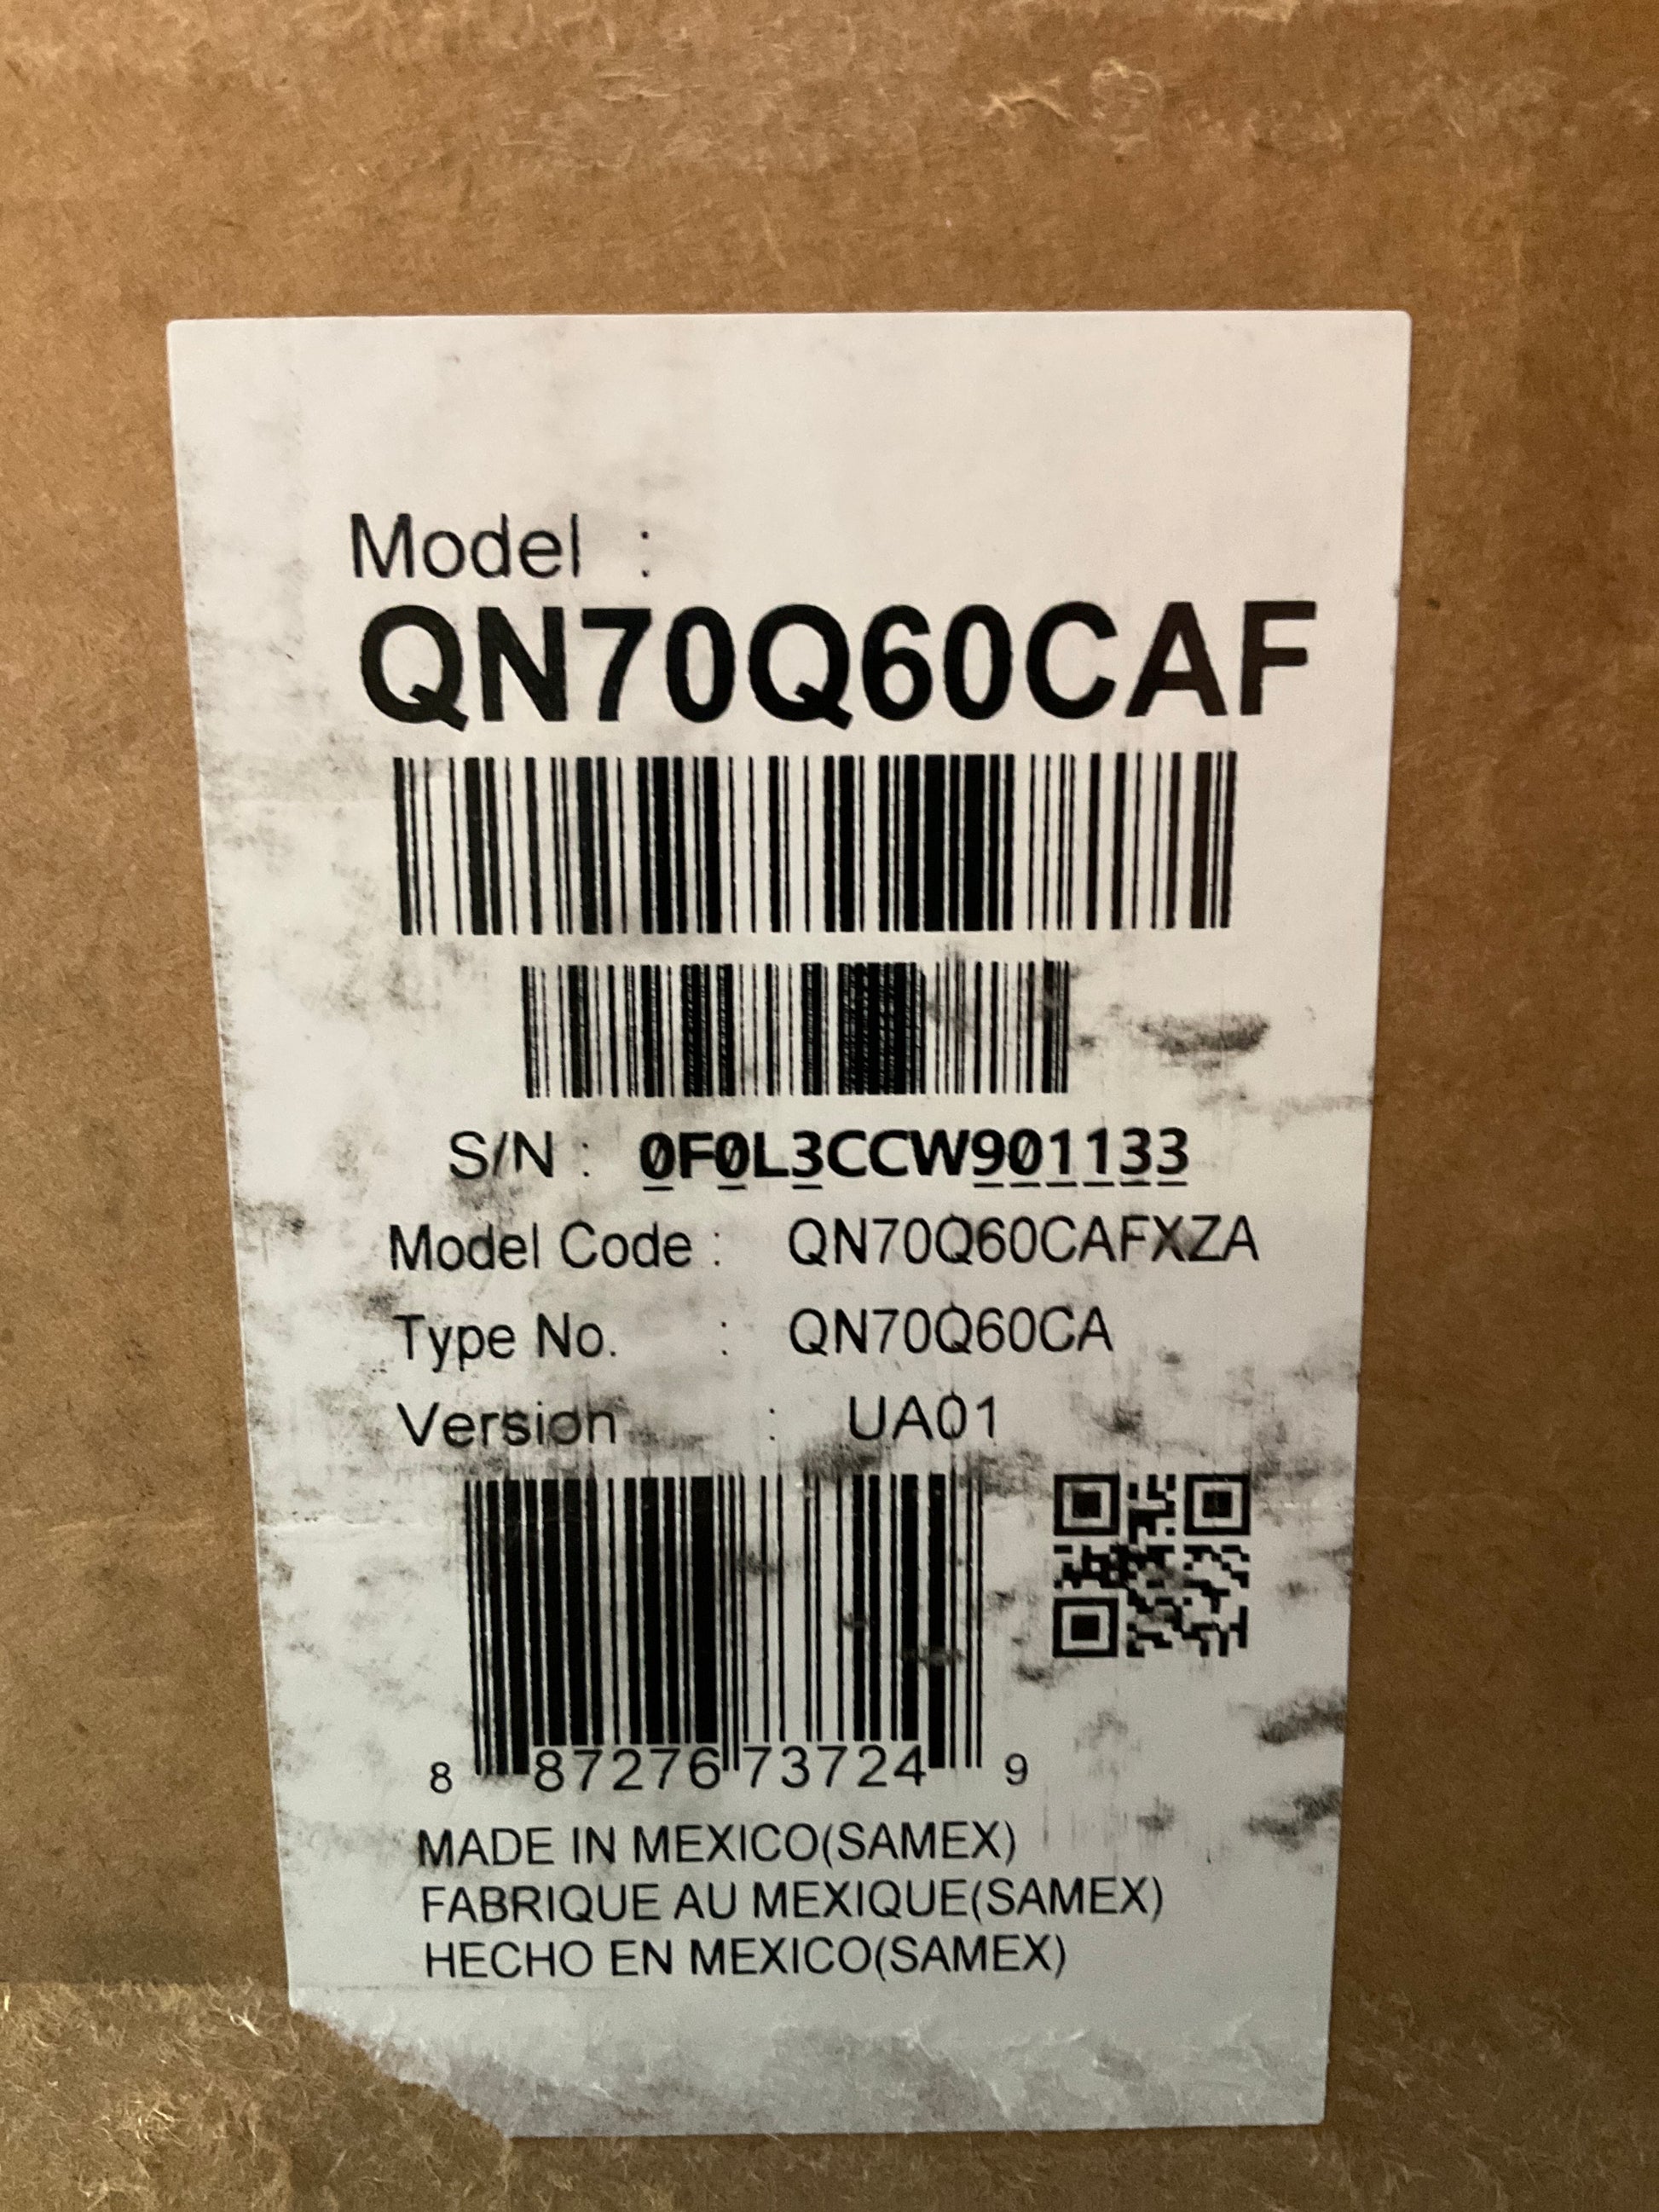 Model :
QN70Q60CAF
S/N : 0F0L3CCW901133
Model Code : QN70Q60CAFXZA
Type No. : QN70Q60CA
Version : UA01
8 87276 73724 9
MADE IN MEXICO(SAMEX)
FABRIQUE AU MEXIQUE(SAMEX)
HECHO EN MEXICO(SAMEX)